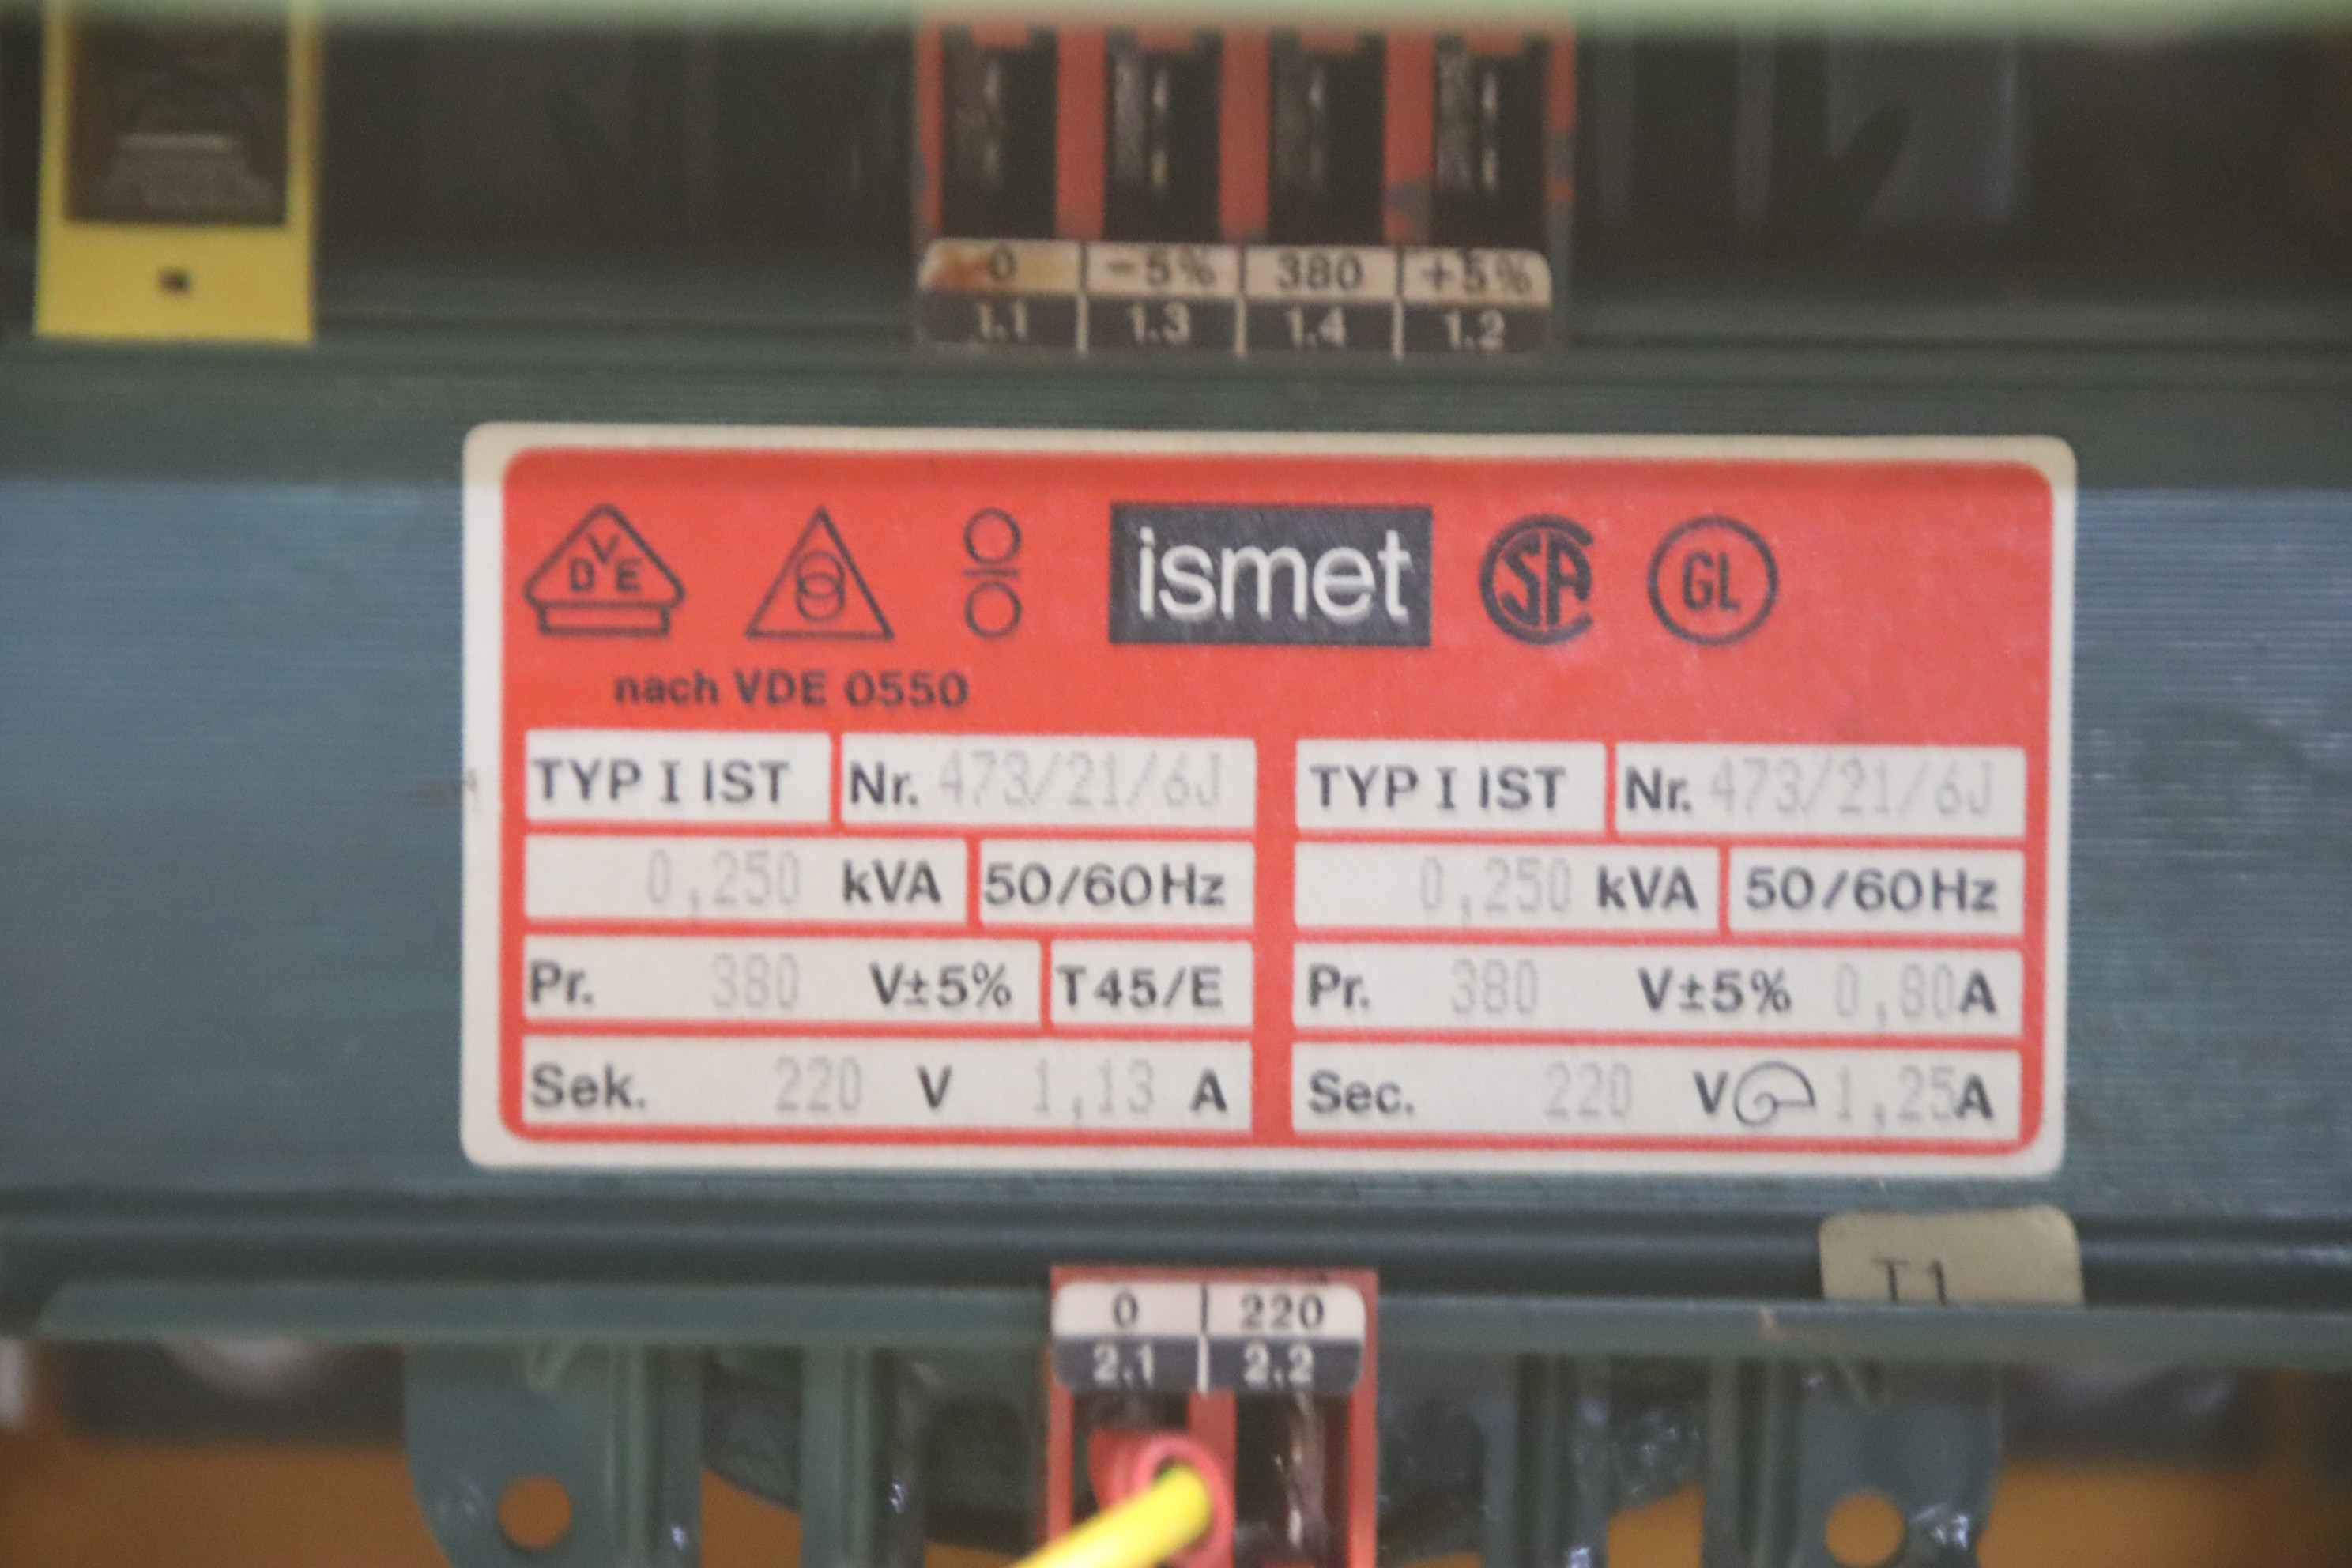 0 -5% 380 +5%
1.1 1.3 1.4 1.2
VDE ismet SA GL
nach VDE 0550
TYP I IST Nr. 473/21/6J
0,250 kVA 50/60Hz
Pr. 380 V±5% T45/E
Sek. 220 V 1,13 A
TYP I IST Nr. 473/21/6J
0,250 kVA 50/60Hz
Pr. 380 V±5% 0,80A
Sec. 220 V 1,25A
T1
0 220
2.1 2.2